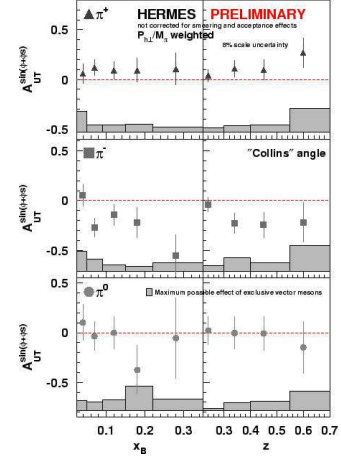 π+ HERMES PRELIMINARY
not corrected for smearing and acceptance effects
P_h⊥/M_π weighted
8% scale uncertainty
A_UT^sin(ϕ+ϕS)
0.5
0
-0.5
π- "Collins" angle
A_UT^sin(ϕ+ϕS)
0.5
0
-0.5
π0 Maximum possible effect of exclusive vector mesons
A_UT^sin(ϕ+ϕS)
0.5
0
-0.5
0.1 0.2 0.3 0.3 0.4 0.5 0.6 0.7
x_B z